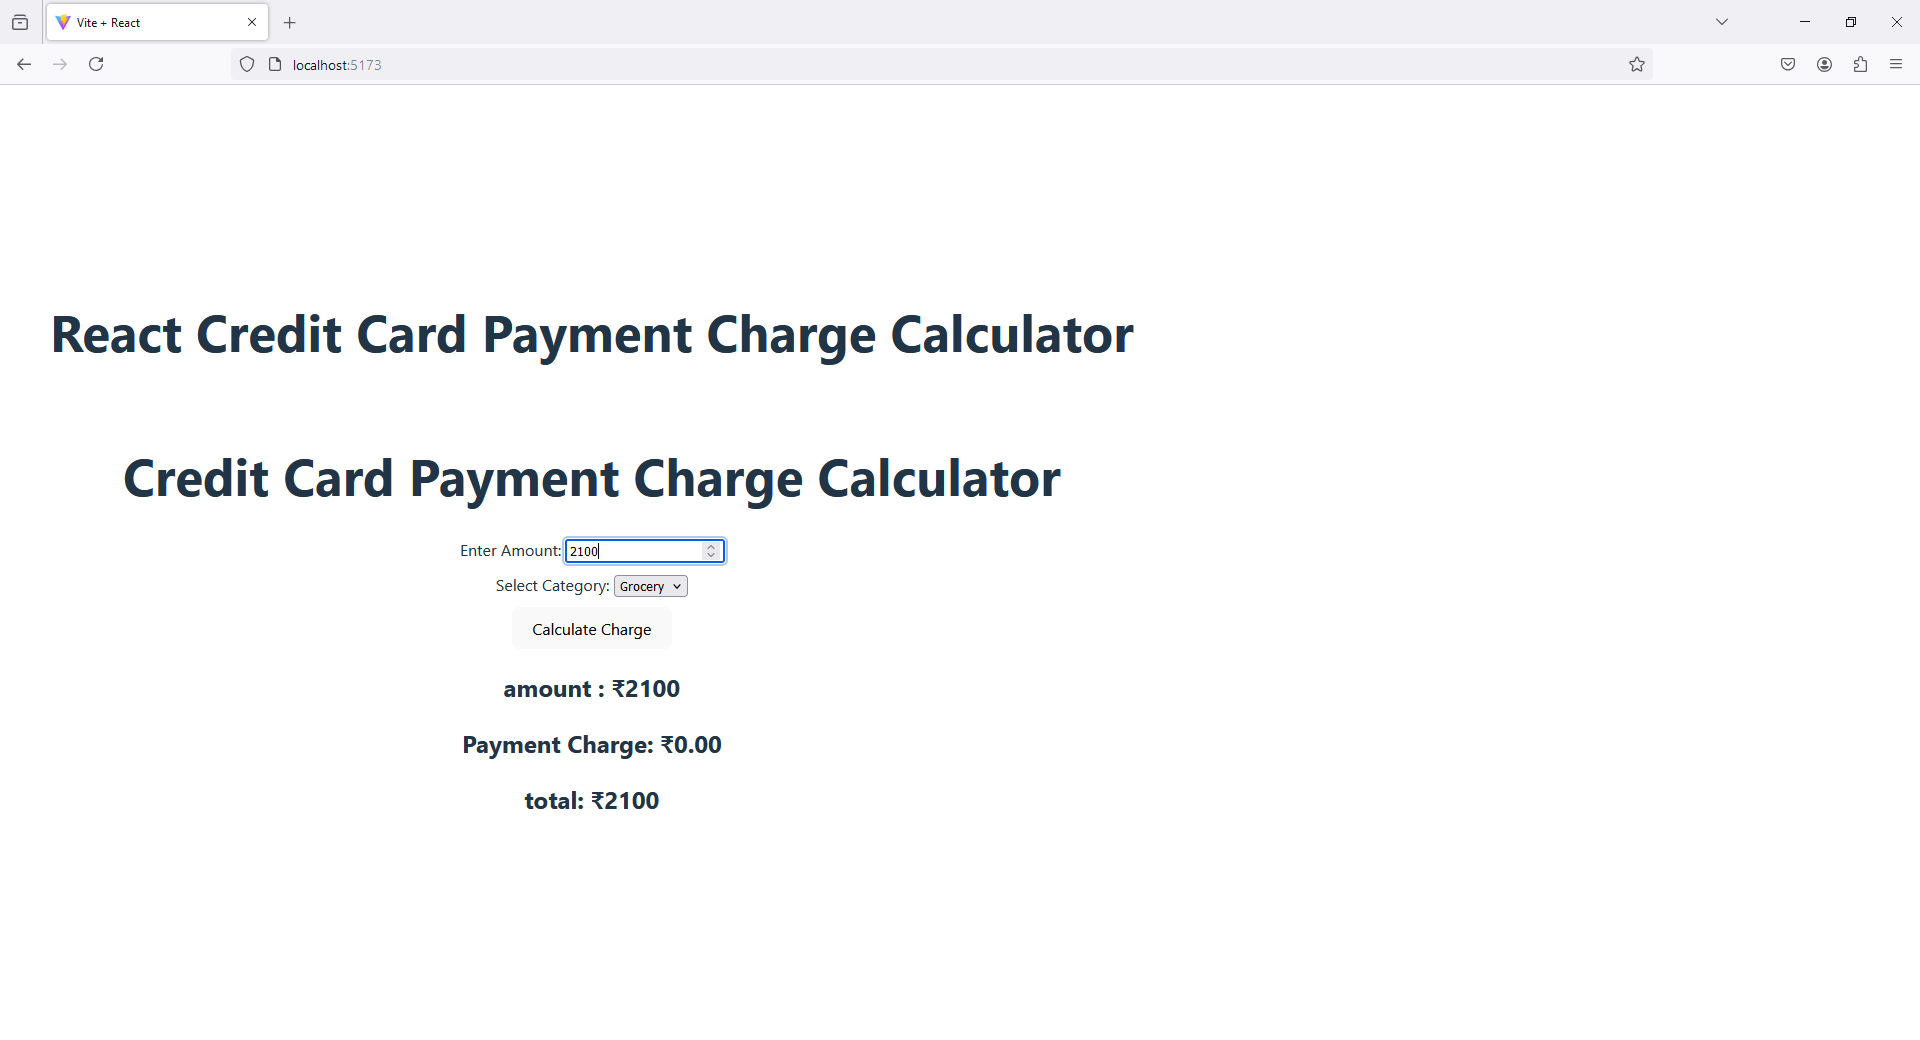 Vite + React
localhost:5173
React Credit Card Payment Charge Calculator
Credit Card Payment Charge Calculator
Enter Amount: 2100
Select Category: Grocery
Calculate Charge
amount : ₹2100
Payment Charge: ₹0.00
total: ₹2100